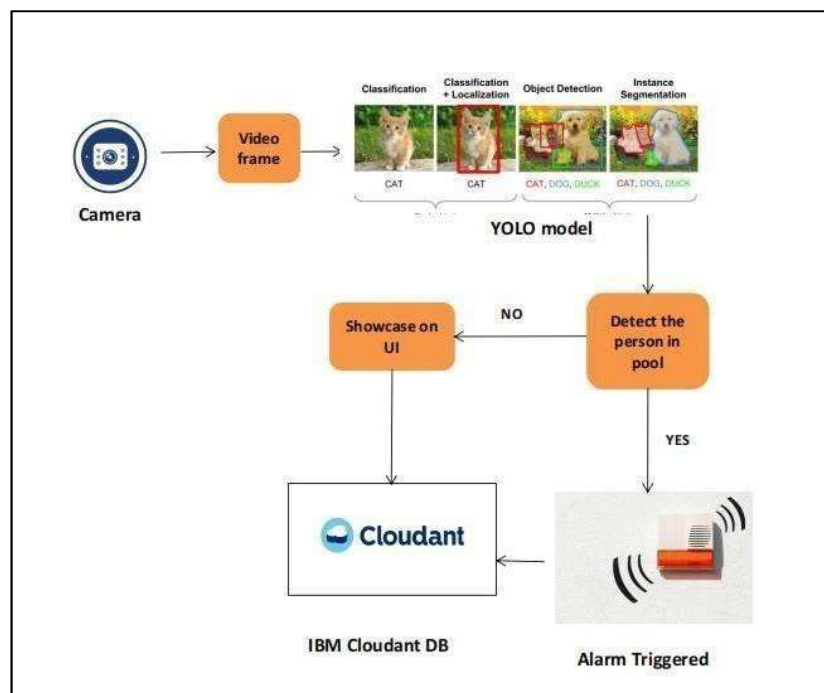 Classification
Classification
+ Localization
Object Detection
Instance
Segmentation
Video
frame
CAT
CAT
CAT, DOG, DUCK
CAT, DOG, DUCK
Camera
YOLO model
NO
Showcase on
UI
Detect the
person in
pool
YES
Cloudant
IBM Cloudant DB
Alarm Triggered